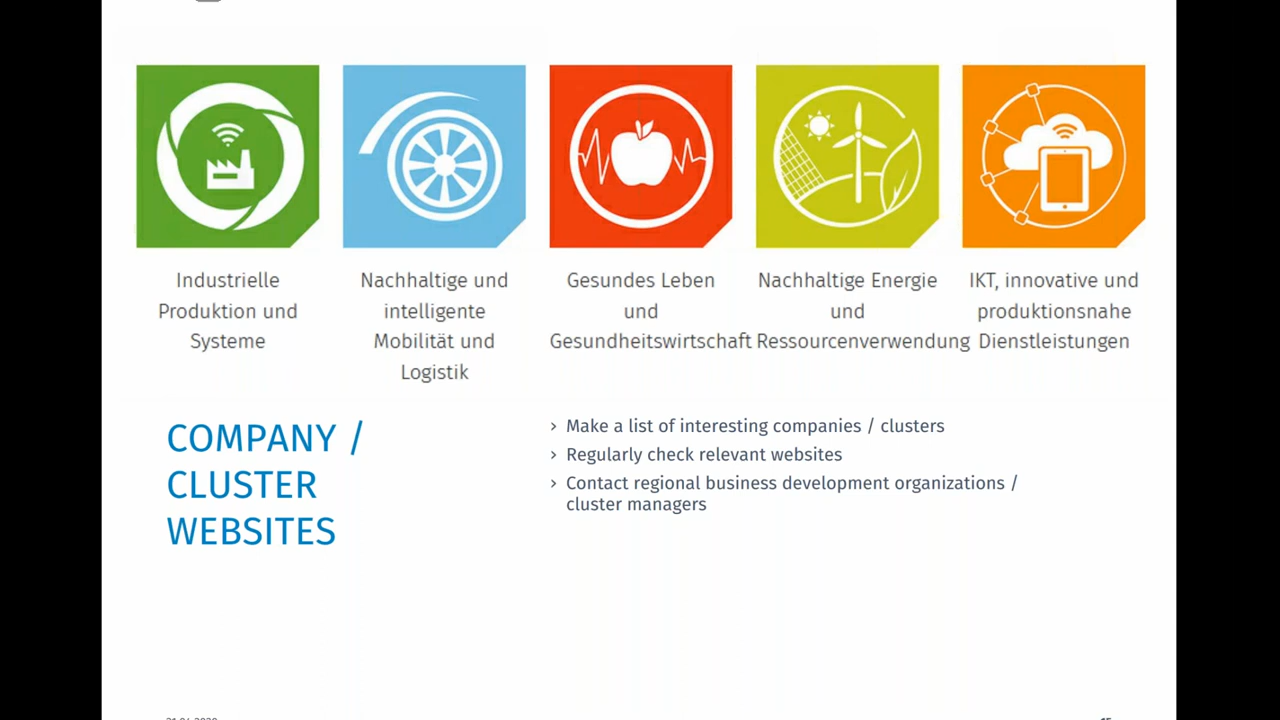 Industrielle
Produktion und
Systeme
Nachhaltige und
intelligente
Mobilität und
Logistik
Gesundes Leben
und
Gesundheitswirtschaft
Nachhaltige Energie
und
Ressourcenverwendung
IKT, innovative und
produktionsnahe
Dienstleistungen
COMPANY /
CLUSTER
WEBSITES
› Make a list of interesting companies / clusters
› Regularly check relevant websites
› Contact regional business development organizations /
cluster managers